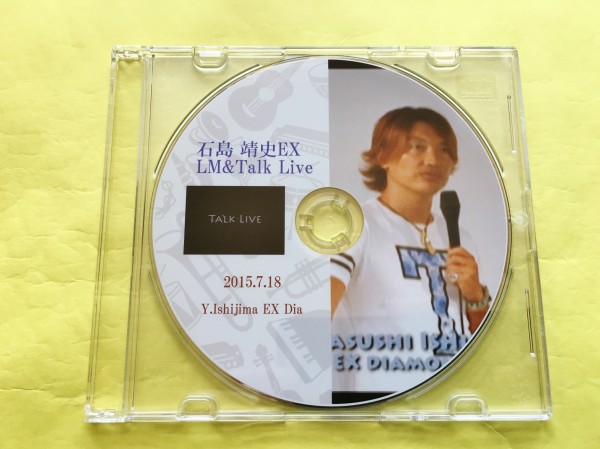 石島 靖史EX
LM&Talk Live
TALK LIVE
2015.7.18
Y.Ishijima EX Dia
ASUSHI ISH
EX DIAMO